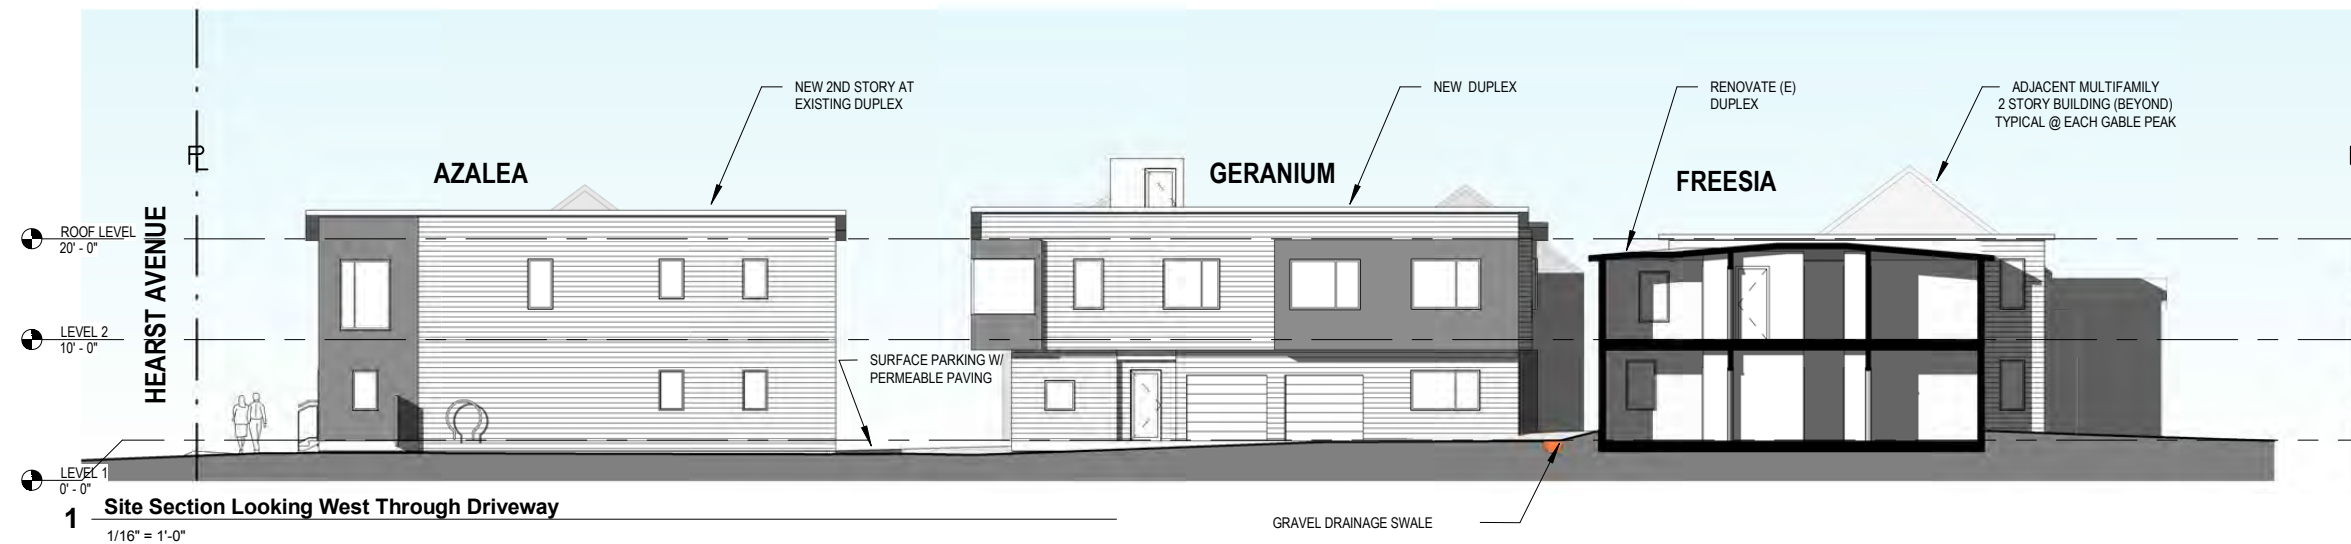 NEW 2ND STORY AT
EXISTING DUPLEX
NEW DUPLEX
RENOVATE (E)
DUPLEX
ADJACENT MULTIFAMILY
2 STORY BUILDING (BEYOND)
TYPICAL @ EACH GABLE PEAK
PL
AZALEA
GERANIUM
FREESIA
HEARST AVENUE
ROOF LEVEL
20' - 0"
LEVEL 2
10' - 0"
SURFACE PARKING W/
PERMEABLE PAVING
LEVEL 1
0' - 0"
1 Site Section Looking West Through Driveway
1/16" = 1'-0"
GRAVEL DRAINAGE SWALE